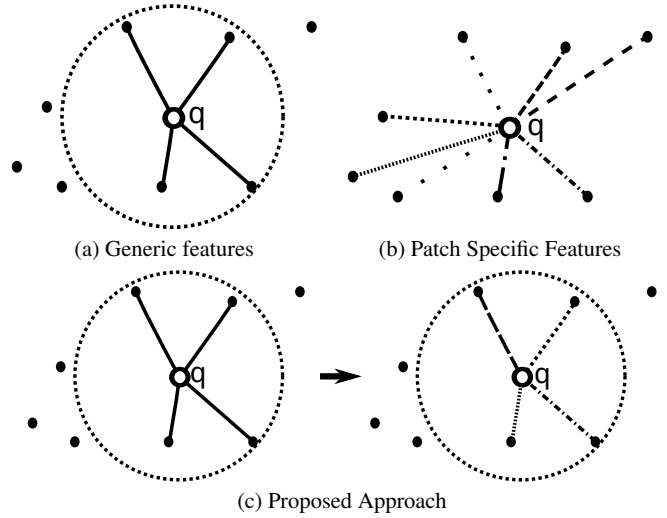 q
q
(a) Generic features
(b) Patch Specific Features
q
q
(c) Proposed Approach